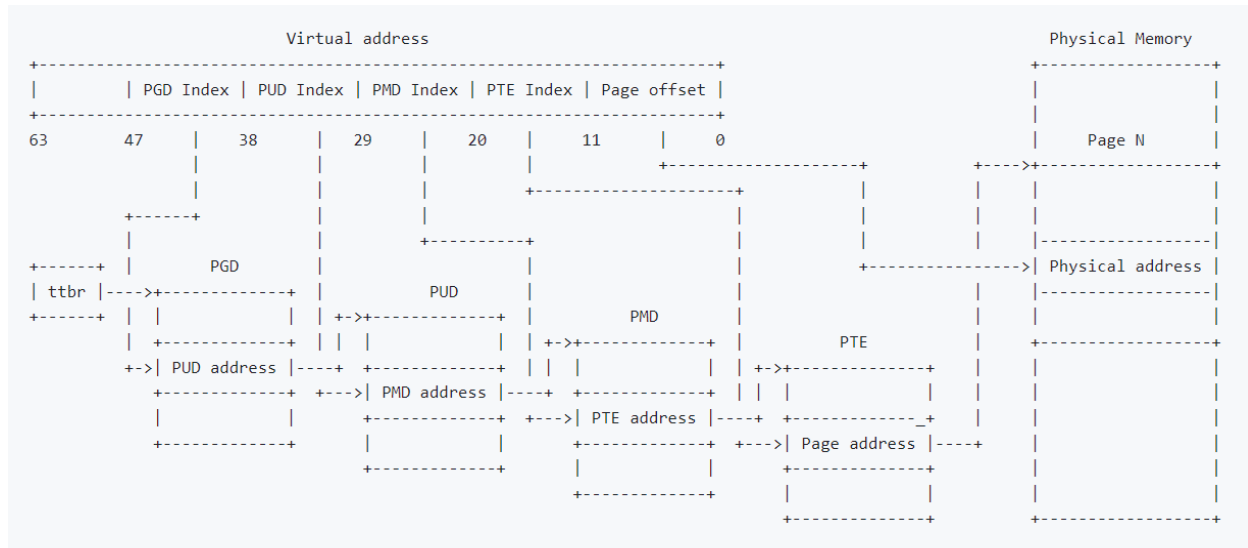 Virtual address Physical Memory
+--------------------------------------------------------------------+ +------------------+
| | PGD Index | PUD Index | PMD Index | PTE Index | Page offset | | |
+--------------------------------------------------------------------+ | |
63 47 | 38 | 29 | 20 | 11 | 0 | Page N |
| | | | +--------------------+ +---->+------------------+
| | | +---------------------+ | | | |
+------+ | | | | | | |
| | +----------+ | | | |------------------|
+------+ | PGD | | | +---------------->| Physical address |
| ttbr |---->+-------------+ | PUD | | | |------------------|
+------+ | | | | +->+-------------+ | PMD | | | |
| +-------------+ | | | | | +->+-------------+ | PTE | +------------------+
+->| PUD address |----+ +-------------+ | | | | | +->+--------------+ | | |
+-------------+ +--->| PMD address |----+ +-------------+ | | | | | | |
| | +-------------+ +--->| PTE address |----+ +-------------_+ | | |
+-------------+ | | +-------------+ +--->| Page address |----+ | |
+-------------+ | | +--------------+ | |
+-------------+ | | | |
+--------------+ +------------------+